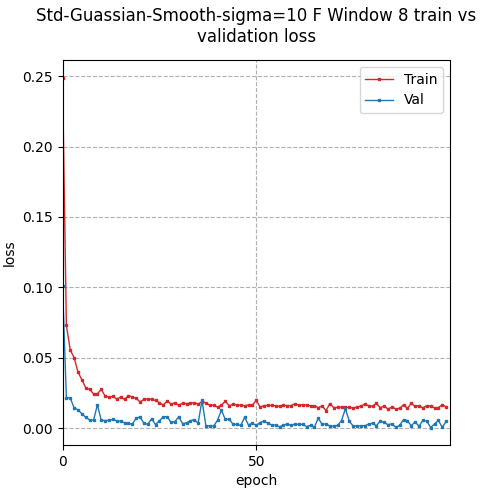 Std-Guassian-Smooth-sigma=10 F Window 8 train vs
validation loss
Train
Val
0.25
0.20
0.15
0.10
0.05
0.00
loss
0
50
epoch